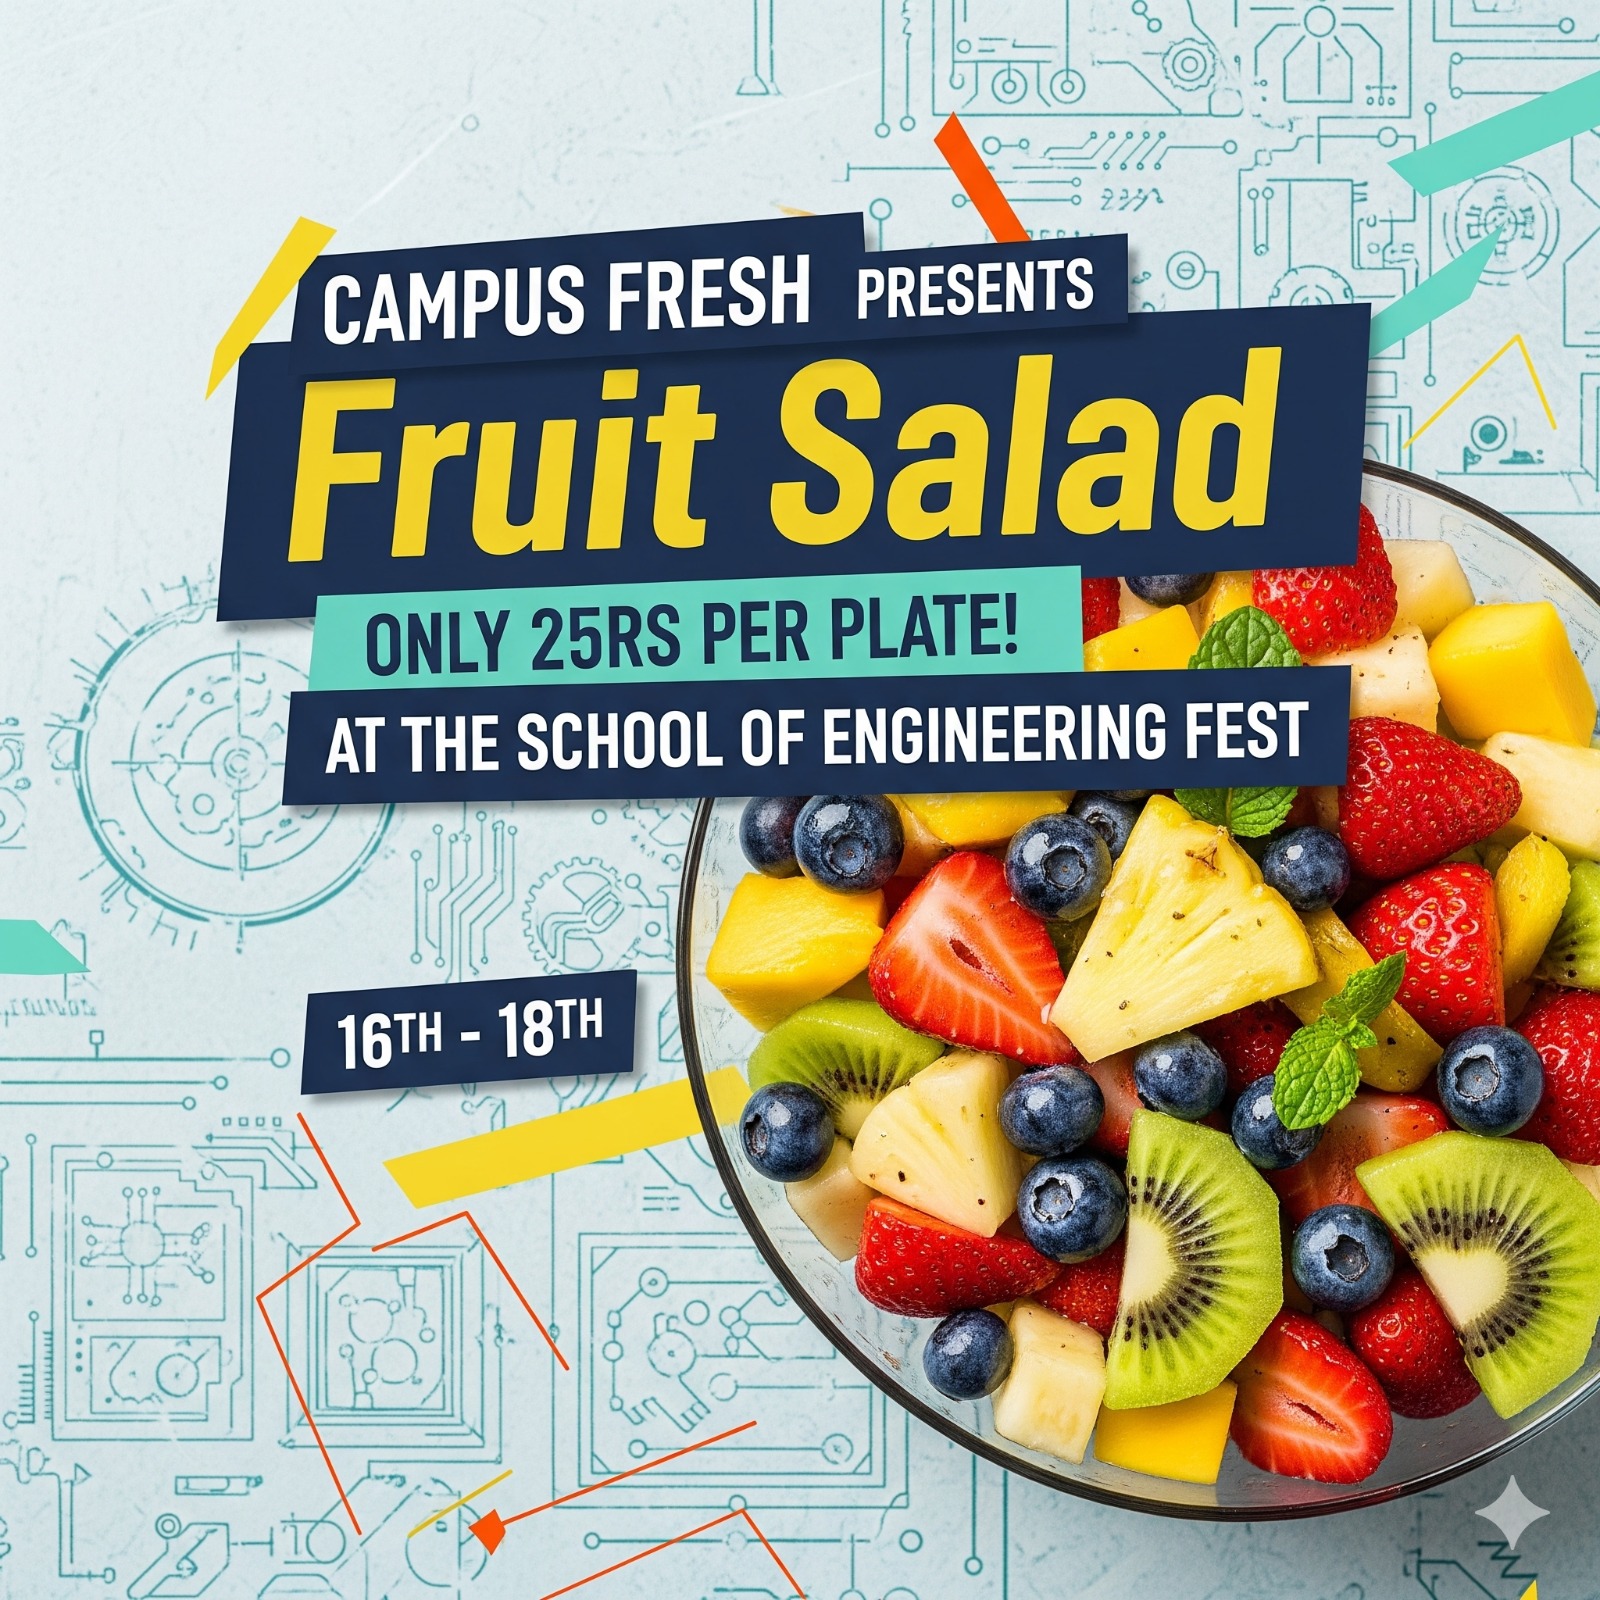 CAMPUS FRESH PRESENTS
Fruit Salad
ONLY 25RS PER PLATE!
AT THE SCHOOL OF ENGINEERING FEST
16TH - 18TH